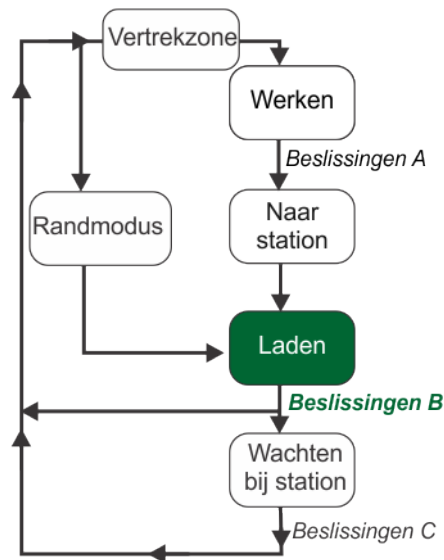 Vertrekzone
Werken
Beslissingen A
Randmodus
Naar
station
Laden
Beslissingen B
Wachten
bij station
Beslissingen C